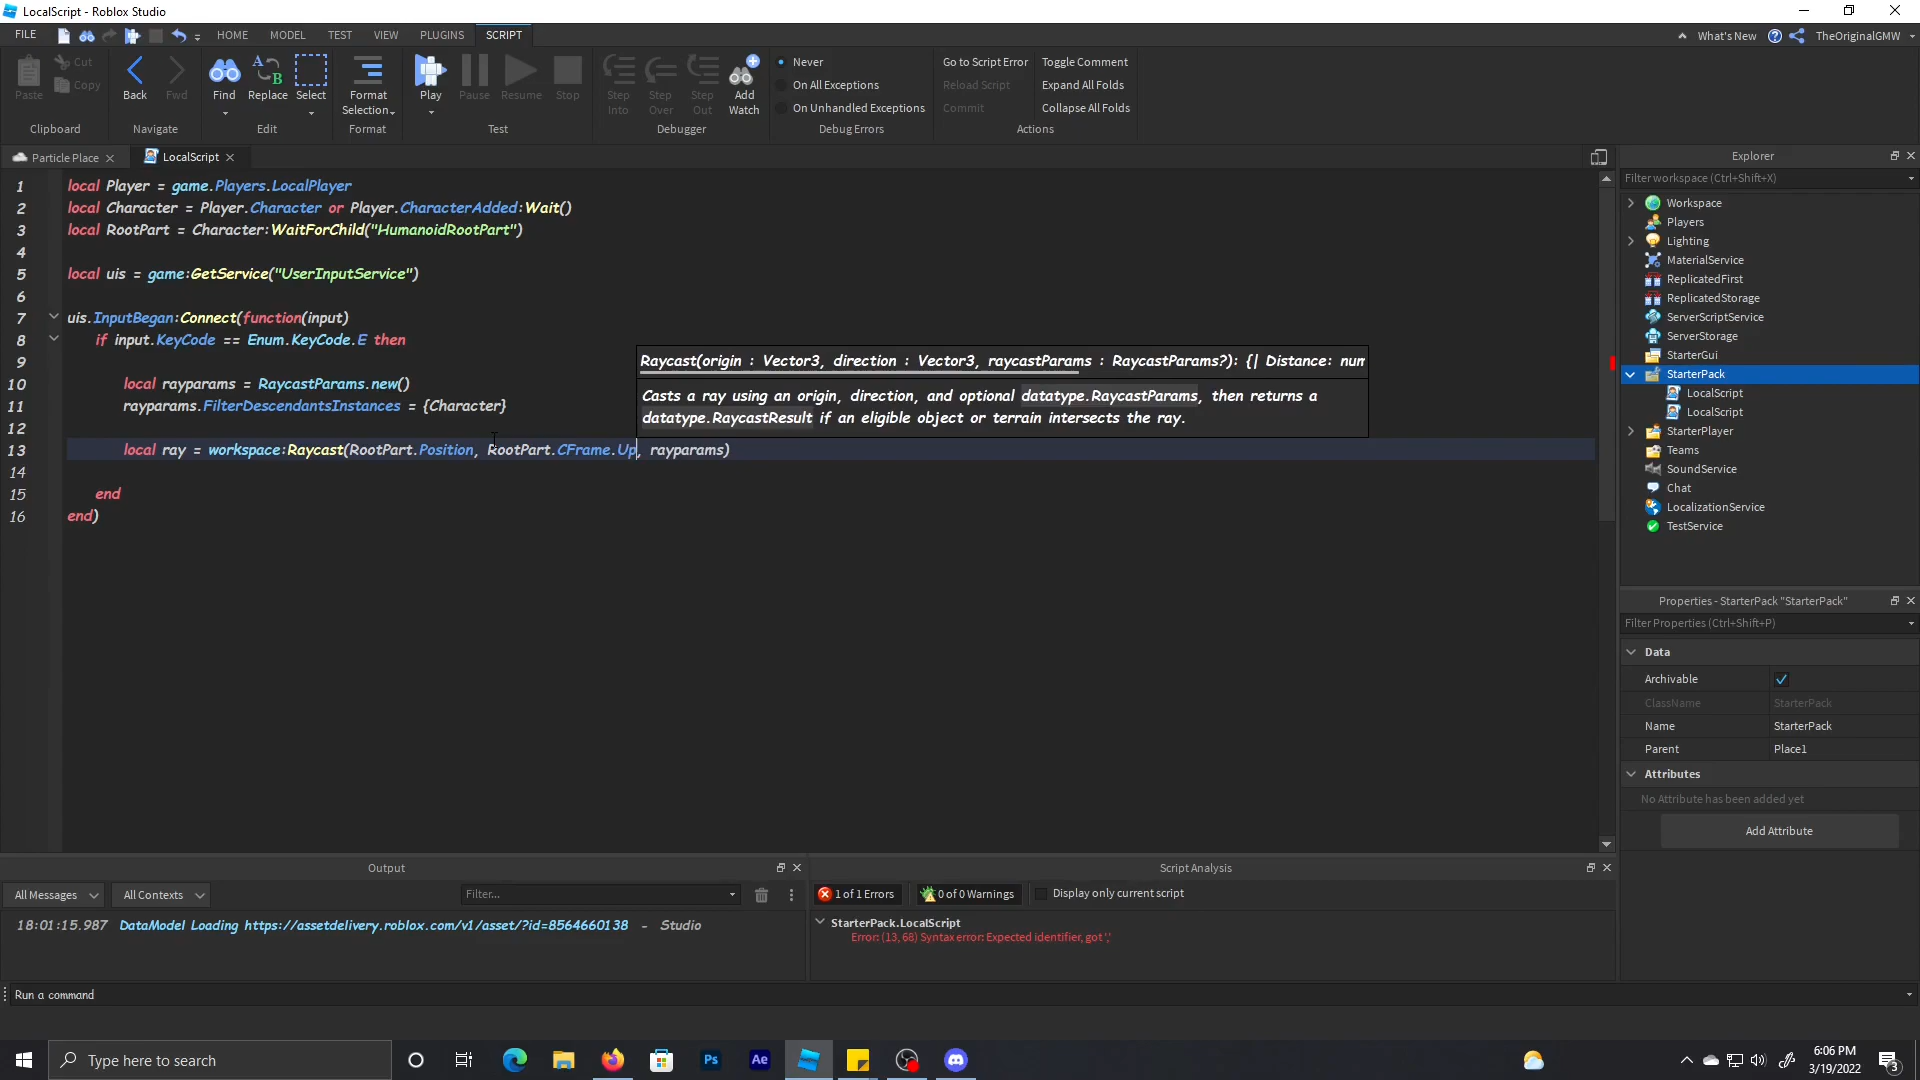 LocalScript - Roblox Studio
FILE HOME MODEL TEST VIEW PLUGINS SCRIPT What's New TheOriginalGMW
Paste Cut Copy Back Fwd Find Replace Select Format Selection Play Pause Resume Stop Step Into Step Over Step Out Add Watch
Never
On All Exceptions
On Unhandled Exceptions
Go to Script Error
Reload Script
Commit
Toggle Comment
Expand All Folds
Collapse All Folds
Clipboard Navigate Edit Format Test Debugger Debug Errors Actions
Particle Place LocalScript
1 local Player = game.Players.LocalPlayer
2 local Character = Player.Character or Player.CharacterAdded:Wait()
3 local RootPart = Character:WaitForChild("HumanoidRootPart")
4
5 local uis = game:GetService("UserInputService")
6
7 uis.InputBegan:Connect(function(input)
8 if input.KeyCode == Enum.KeyCode.E then
9
10 local rayparams = RaycastParams.new()
11 rayparams.FilterDescendantsInstances = {Character}
12
13 local ray = workspace:Raycast(RootPart.Position, RootPart.CFrame.Up, rayparams)
14
15 end
16 end)
Raycast(origin : Vector3, direction : Vector3, raycastParams : RaycastParams?): {| Distance: num
Casts a ray using an origin, direction, and optional datatype.RaycastParams, then returns a
datatype.RaycastResult if an eligible object or terrain intersects the ray.
Explorer
Filter workspace (Ctrl+Shift+X)
Workspace
Players
Lighting
MaterialService
ReplicatedFirst
ReplicatedStorage
ServerScriptService
ServerStorage
StarterGui
StarterPack
LocalScript
LocalScript
StarterPlayer
Teams
SoundService
Chat
LocalizationService
TestService
Properties - StarterPack "StarterPack"
Filter Properties (Ctrl+Shift+P)
Data
Archivable
ClassName StarterPack
Name StarterPack
Parent Place1
Attributes
No Attribute has been added yet
Add Attribute
Output
All Messages All Contexts Filter...
18:01:15.987 DataModel Loading https://assetdelivery.roblox.com/v1/asset/?id=8564660138 - Studio
Script Analysis
1 of 1 Errors 0 of 0 Warnings Display only current script
StarterPack.LocalScript
Error: (13, 68) Syntax error: Expected identifier, got ','
Run a command
Type here to search
Ps Ae
6:06 PM
3/19/2022
3